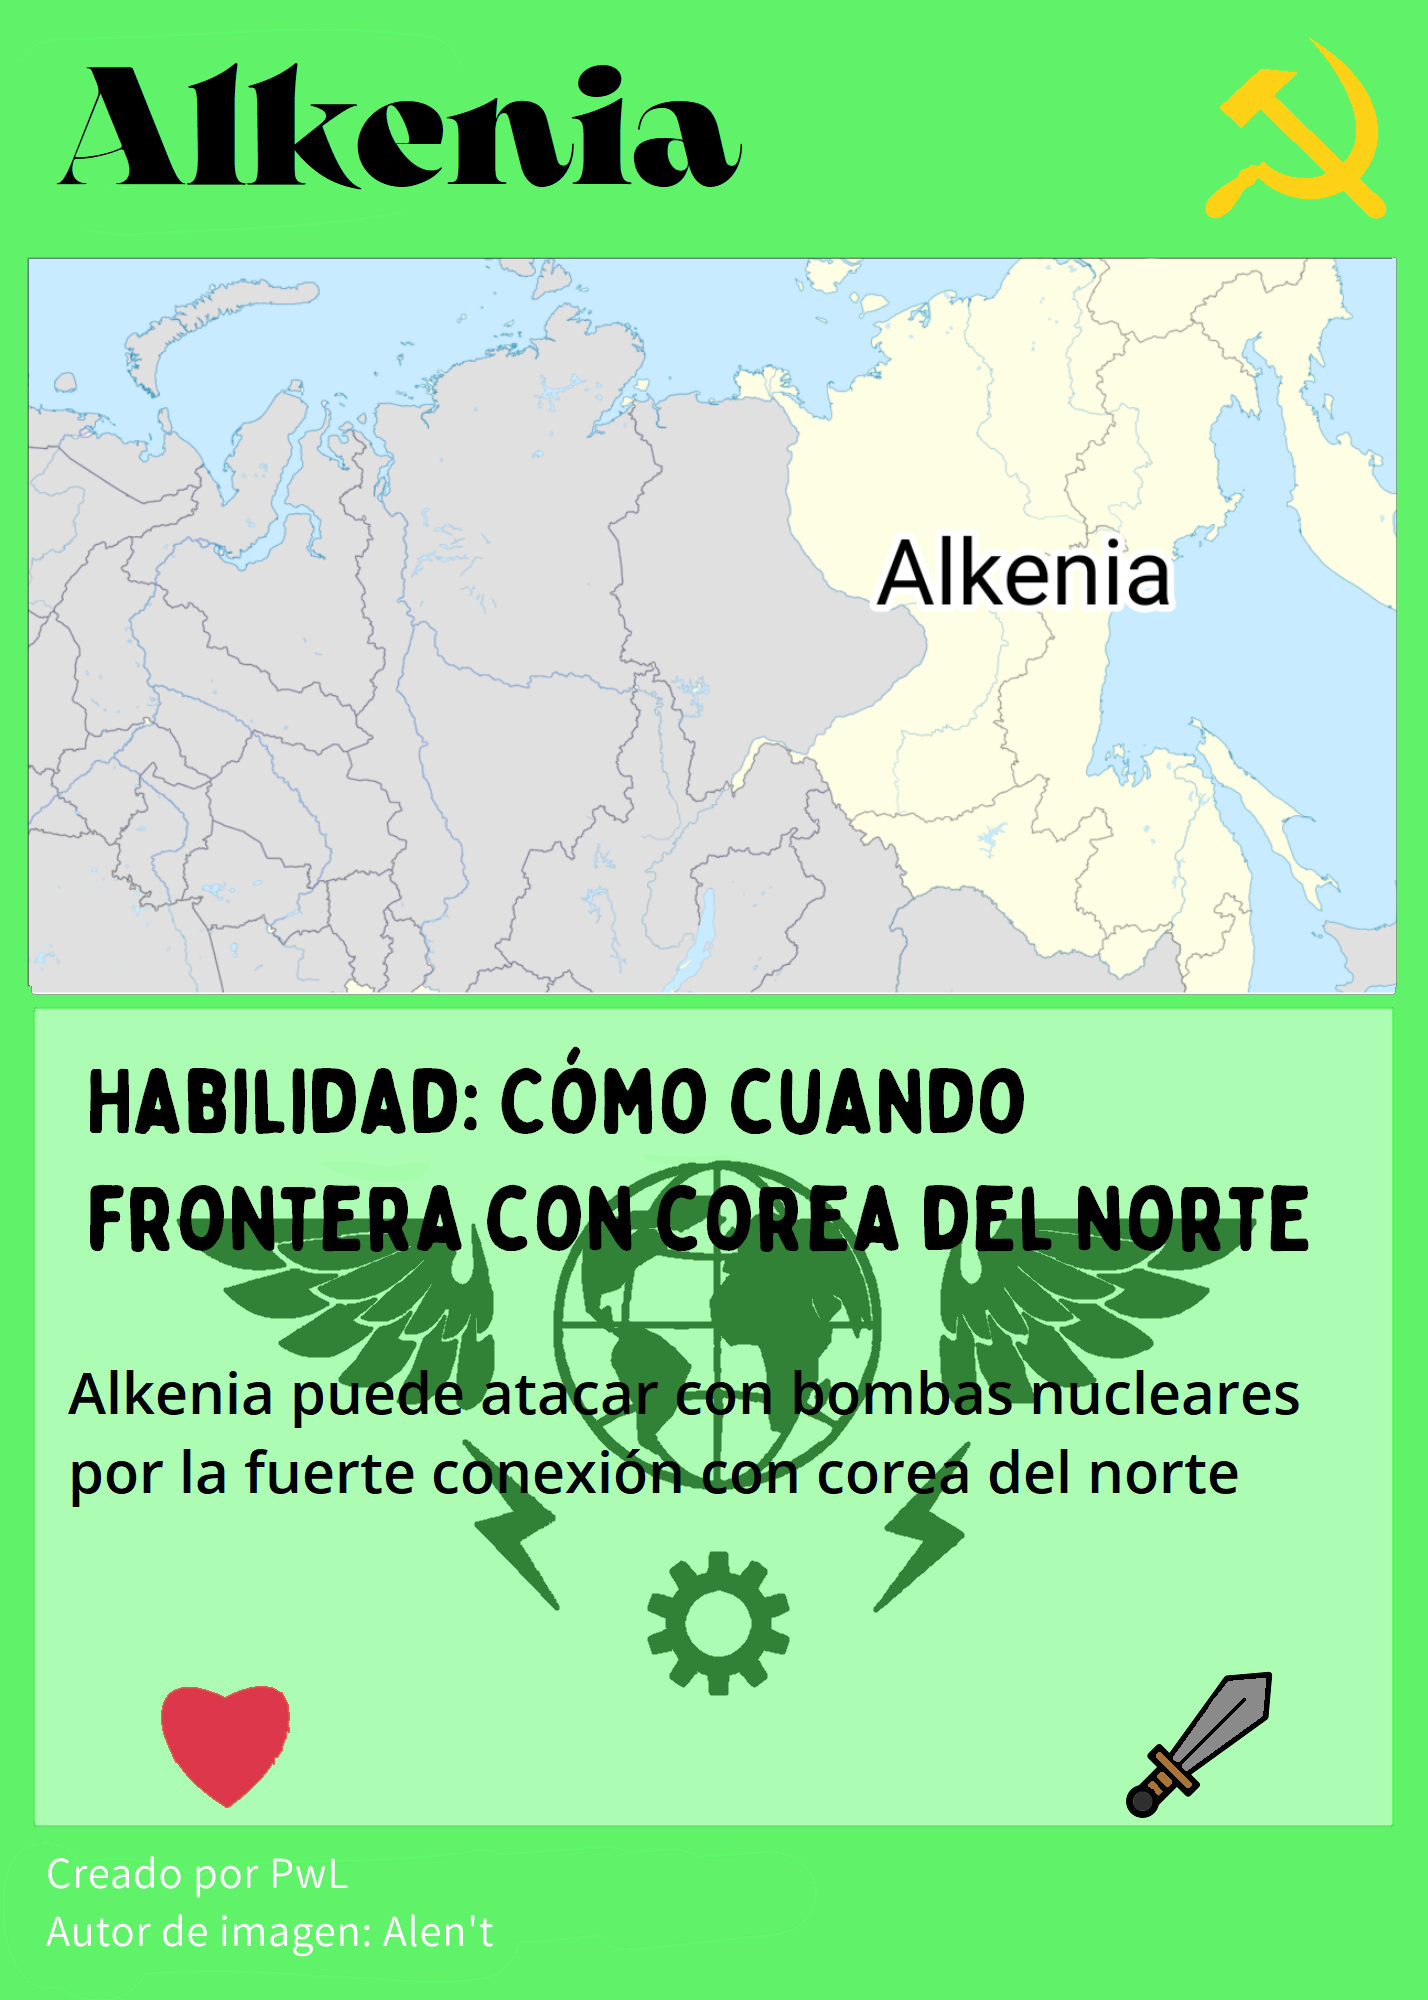 Alkenia
Alkenia
HABILIDAD: CÓMO CUANDO
FRONTERA CON COREA DEL NORTE
Alkenia puede atacar con bombas nucleares
por la fuerte conexión con corea del norte
Creado por PwL
Autor de imagen: Alen't